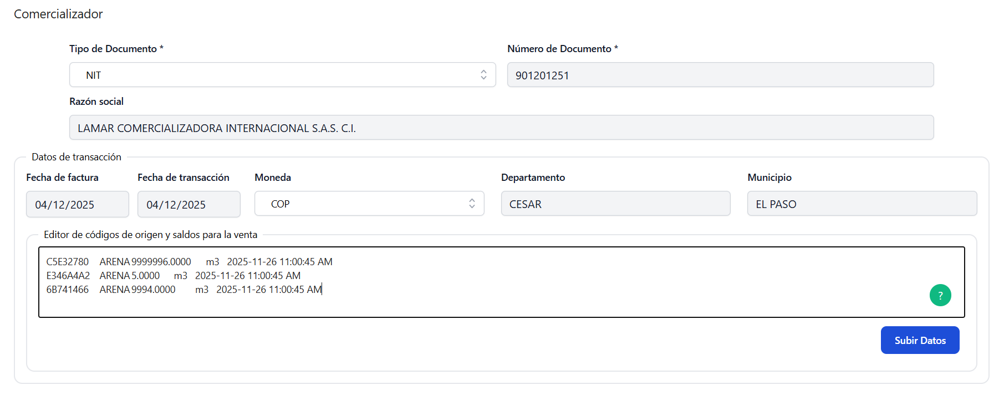 Comercializador
Tipo de Documento * Número de Documento *
NIT 901201251
Razón social
LAMAR COMERCIALIZADORA INTERNACIONAL S.A.S. C.I.
Datos de transacción
Fecha de factura Fecha de transacción Moneda Departamento Municipio
04/12/2025 04/12/2025 COP CESAR EL PASO
Editor de códigos de origen y saldos para la venta
C5E32780 ARENA 9999996.0000 m3 2025-11-26 11:00:45 AM
E346A4A2 ARENA 5.0000 m3 2025-11-26 11:00:45 AM
6B741466 ARENA 9994.0000 m3 2025-11-26 11:00:45 AM
?
Subir Datos